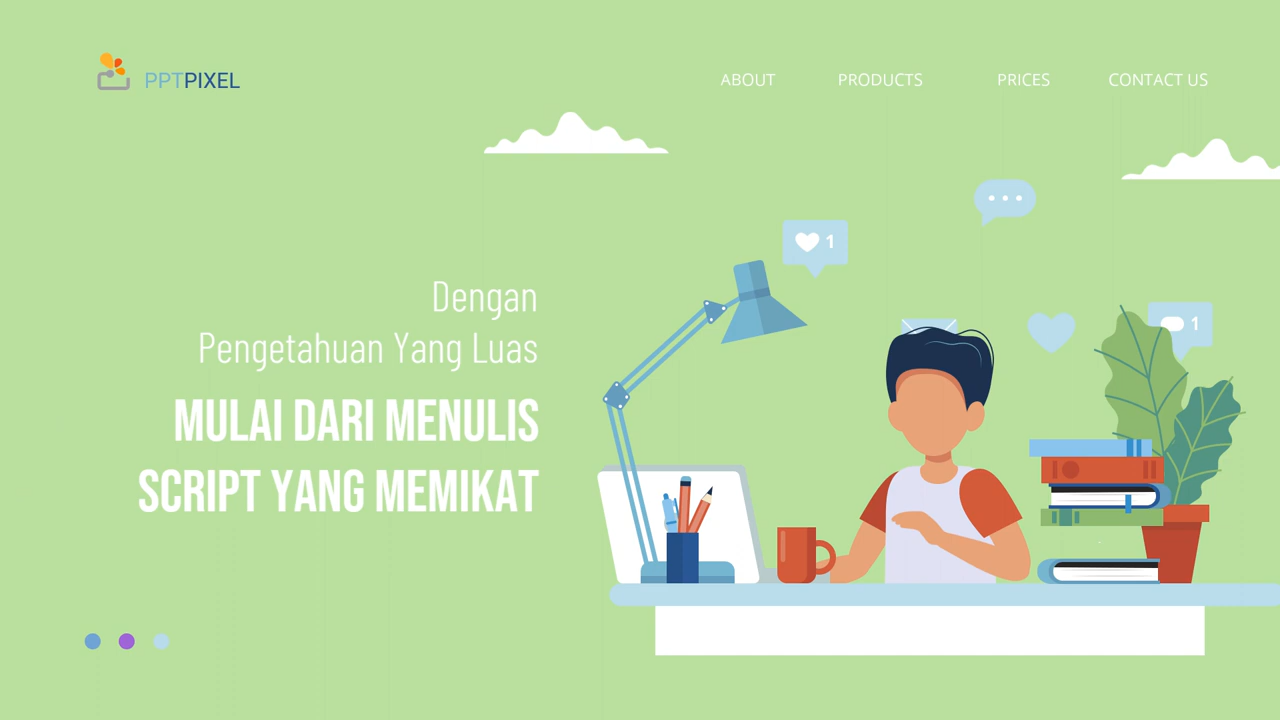 PPTPIXEL
ABOUT PRODUCTS PRICES CONTACT US
1
1
Dengan
Pengetahuan Yang Luas
MULAI DARI MENULIS
SCRIPT YANG MEMIKAT